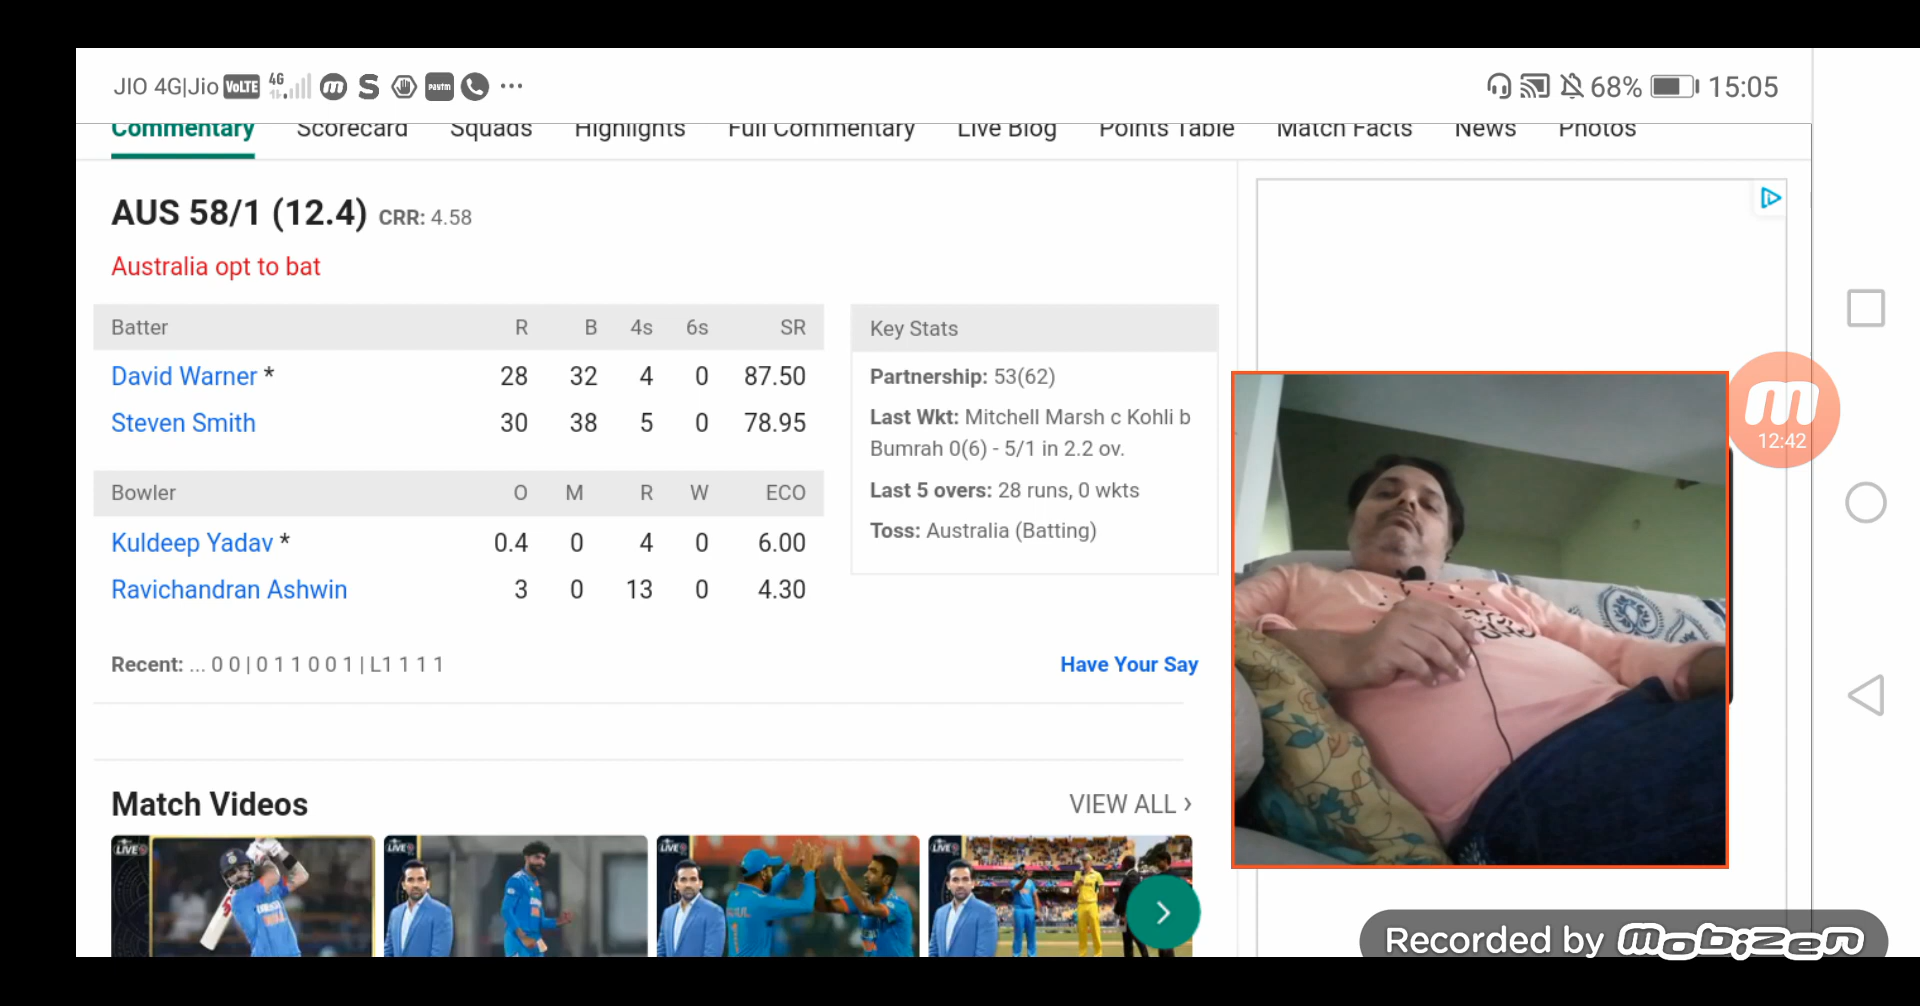 JIO 4G|Jio VoLTE 4G m S paytm ... 68% 15:05
Commentary Scorecard Squads Highlights Full Commentary Live Blog Points Table Match Facts News Photos
AUS 58/1 (12.4) CRR: 4.58
Australia opt to bat
Batter R B 4s 6s SR
David Warner * 28 32 4 0 87.50
Steven Smith 30 38 5 0 78.95
Bowler O M R W ECO
Kuldeep Yadav * 0.4 0 4 0 6.00
Ravichandran Ashwin 3 0 13 0 4.30
Recent: ... 0 0 | 0 1 1 0 0 1 | L1 1 1 1
Have Your Say
Key Stats
Partnership: 53(62)
Last Wkt: Mitchell Marsh c Kohli b
Bumrah 0(6) - 5/1 in 2.2 ov.
Last 5 overs: 28 runs, 0 wkts
Toss: Australia (Batting)
m
12:42
Match Videos
VIEW ALL ›
LIVE
LIVE
LIVE
LIVE
Recorded by Mobizen